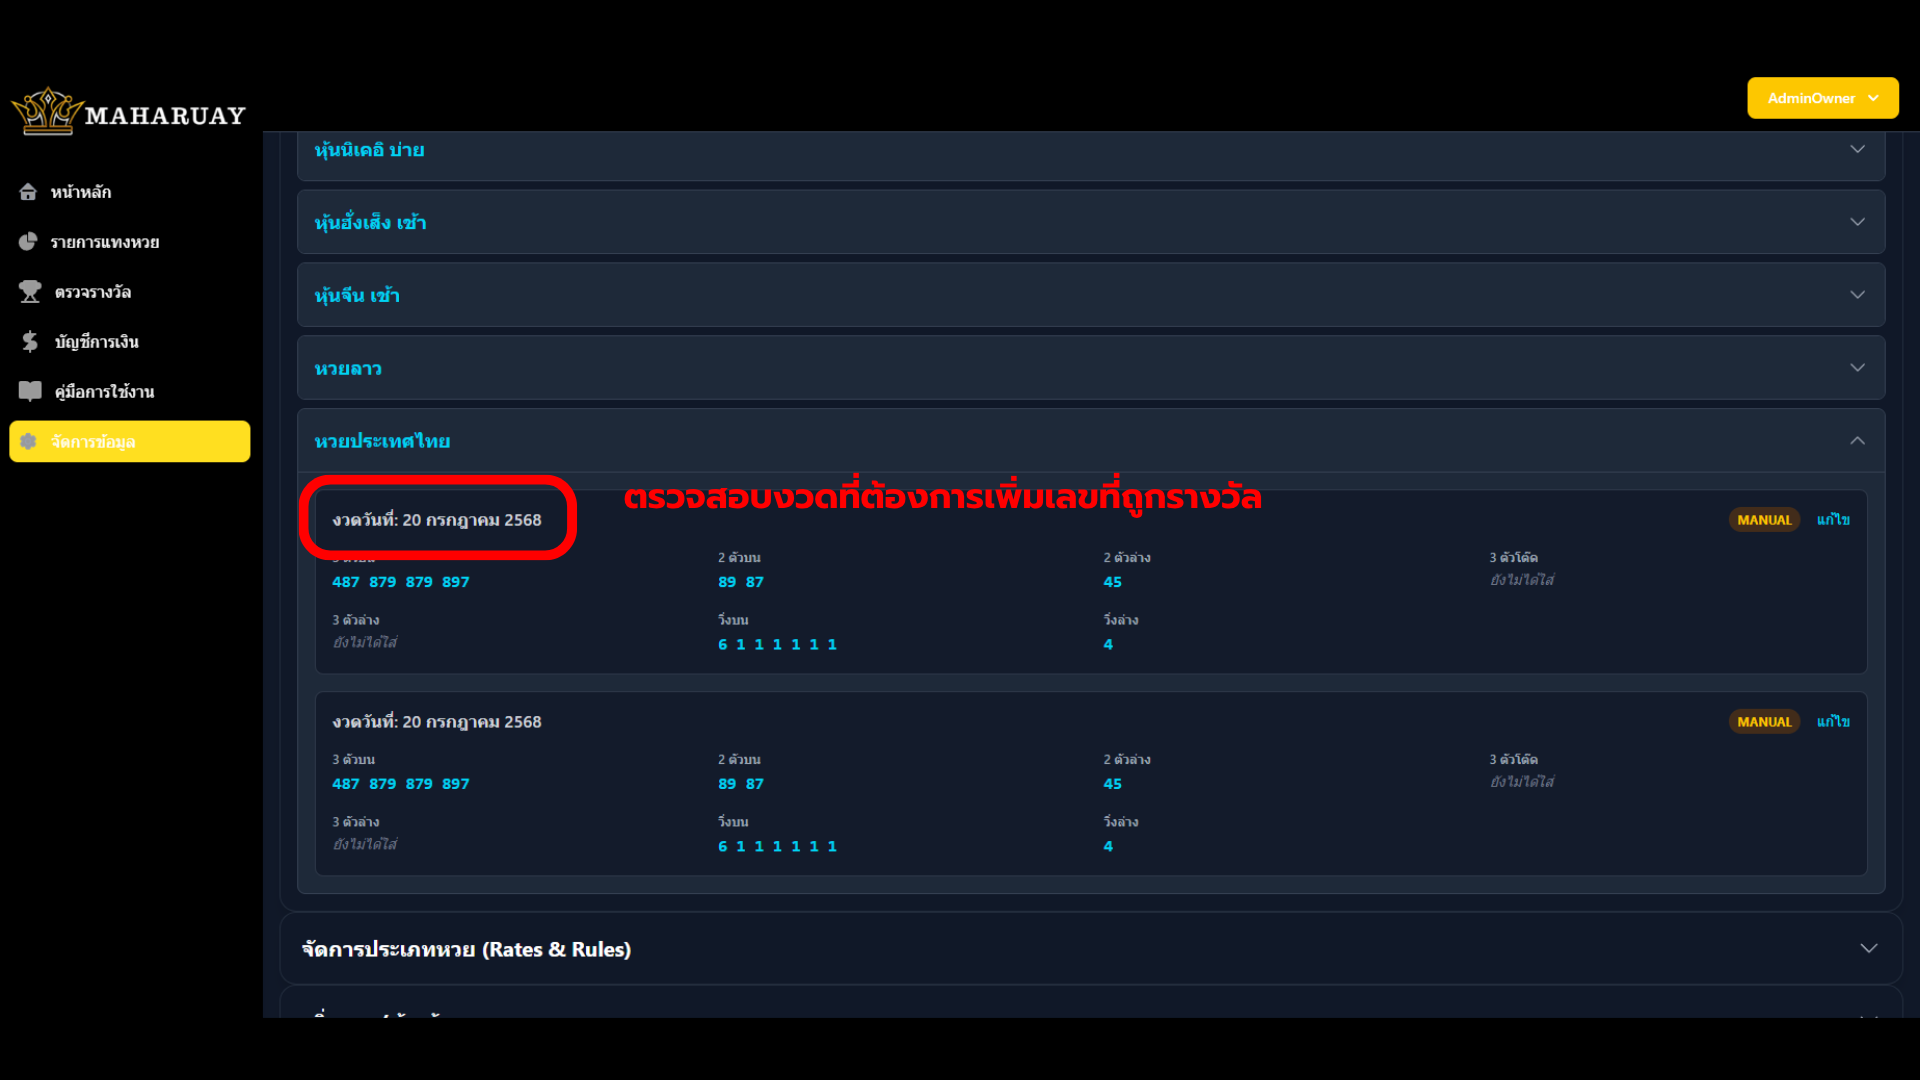 MAHARUAY
AdminOwner
หน้าหลัก
รายการแทงหวย
ตรวจรางวัล
บัญชีการเงิน
คู่มือการใช้งาน
จัดการข้อมูล
หุ้นนิเคอิ บ่าย
หุ้นฮั่งเส็ง เช้า
หุ้นจีน เช้า
หวยลาว
หวยประเทศไทย
ตรวจสอบงวดที่ต้องการเพิ่มเลขที่ถูกรางวัล
งวดวันที่: 20 กรกฎาคม 2568
MANUAL แก้ไข
3 ตัวบน 2 ตัวบน 2 ตัวล่าง 3 ตัวโต๊ด
487 879 879 897 89 87 45 ยังไม่ได้ใส่
3 ตัวล่าง วิ่งบน วิ่งล่าง
ยังไม่ได้ใส่ 6 1 1 1 1 1 1 4
งวดวันที่: 20 กรกฎาคม 2568
MANUAL แก้ไข
3 ตัวบน 2 ตัวบน 2 ตัวล่าง 3 ตัวโต๊ด
487 879 879 897 89 87 45 ยังไม่ได้ใส่
3 ตัวล่าง วิ่งบน วิ่งล่าง
ยังไม่ได้ใส่ 6 1 1 1 1 1 1 4
จัดการประเภทหวย (Rates & Rules)